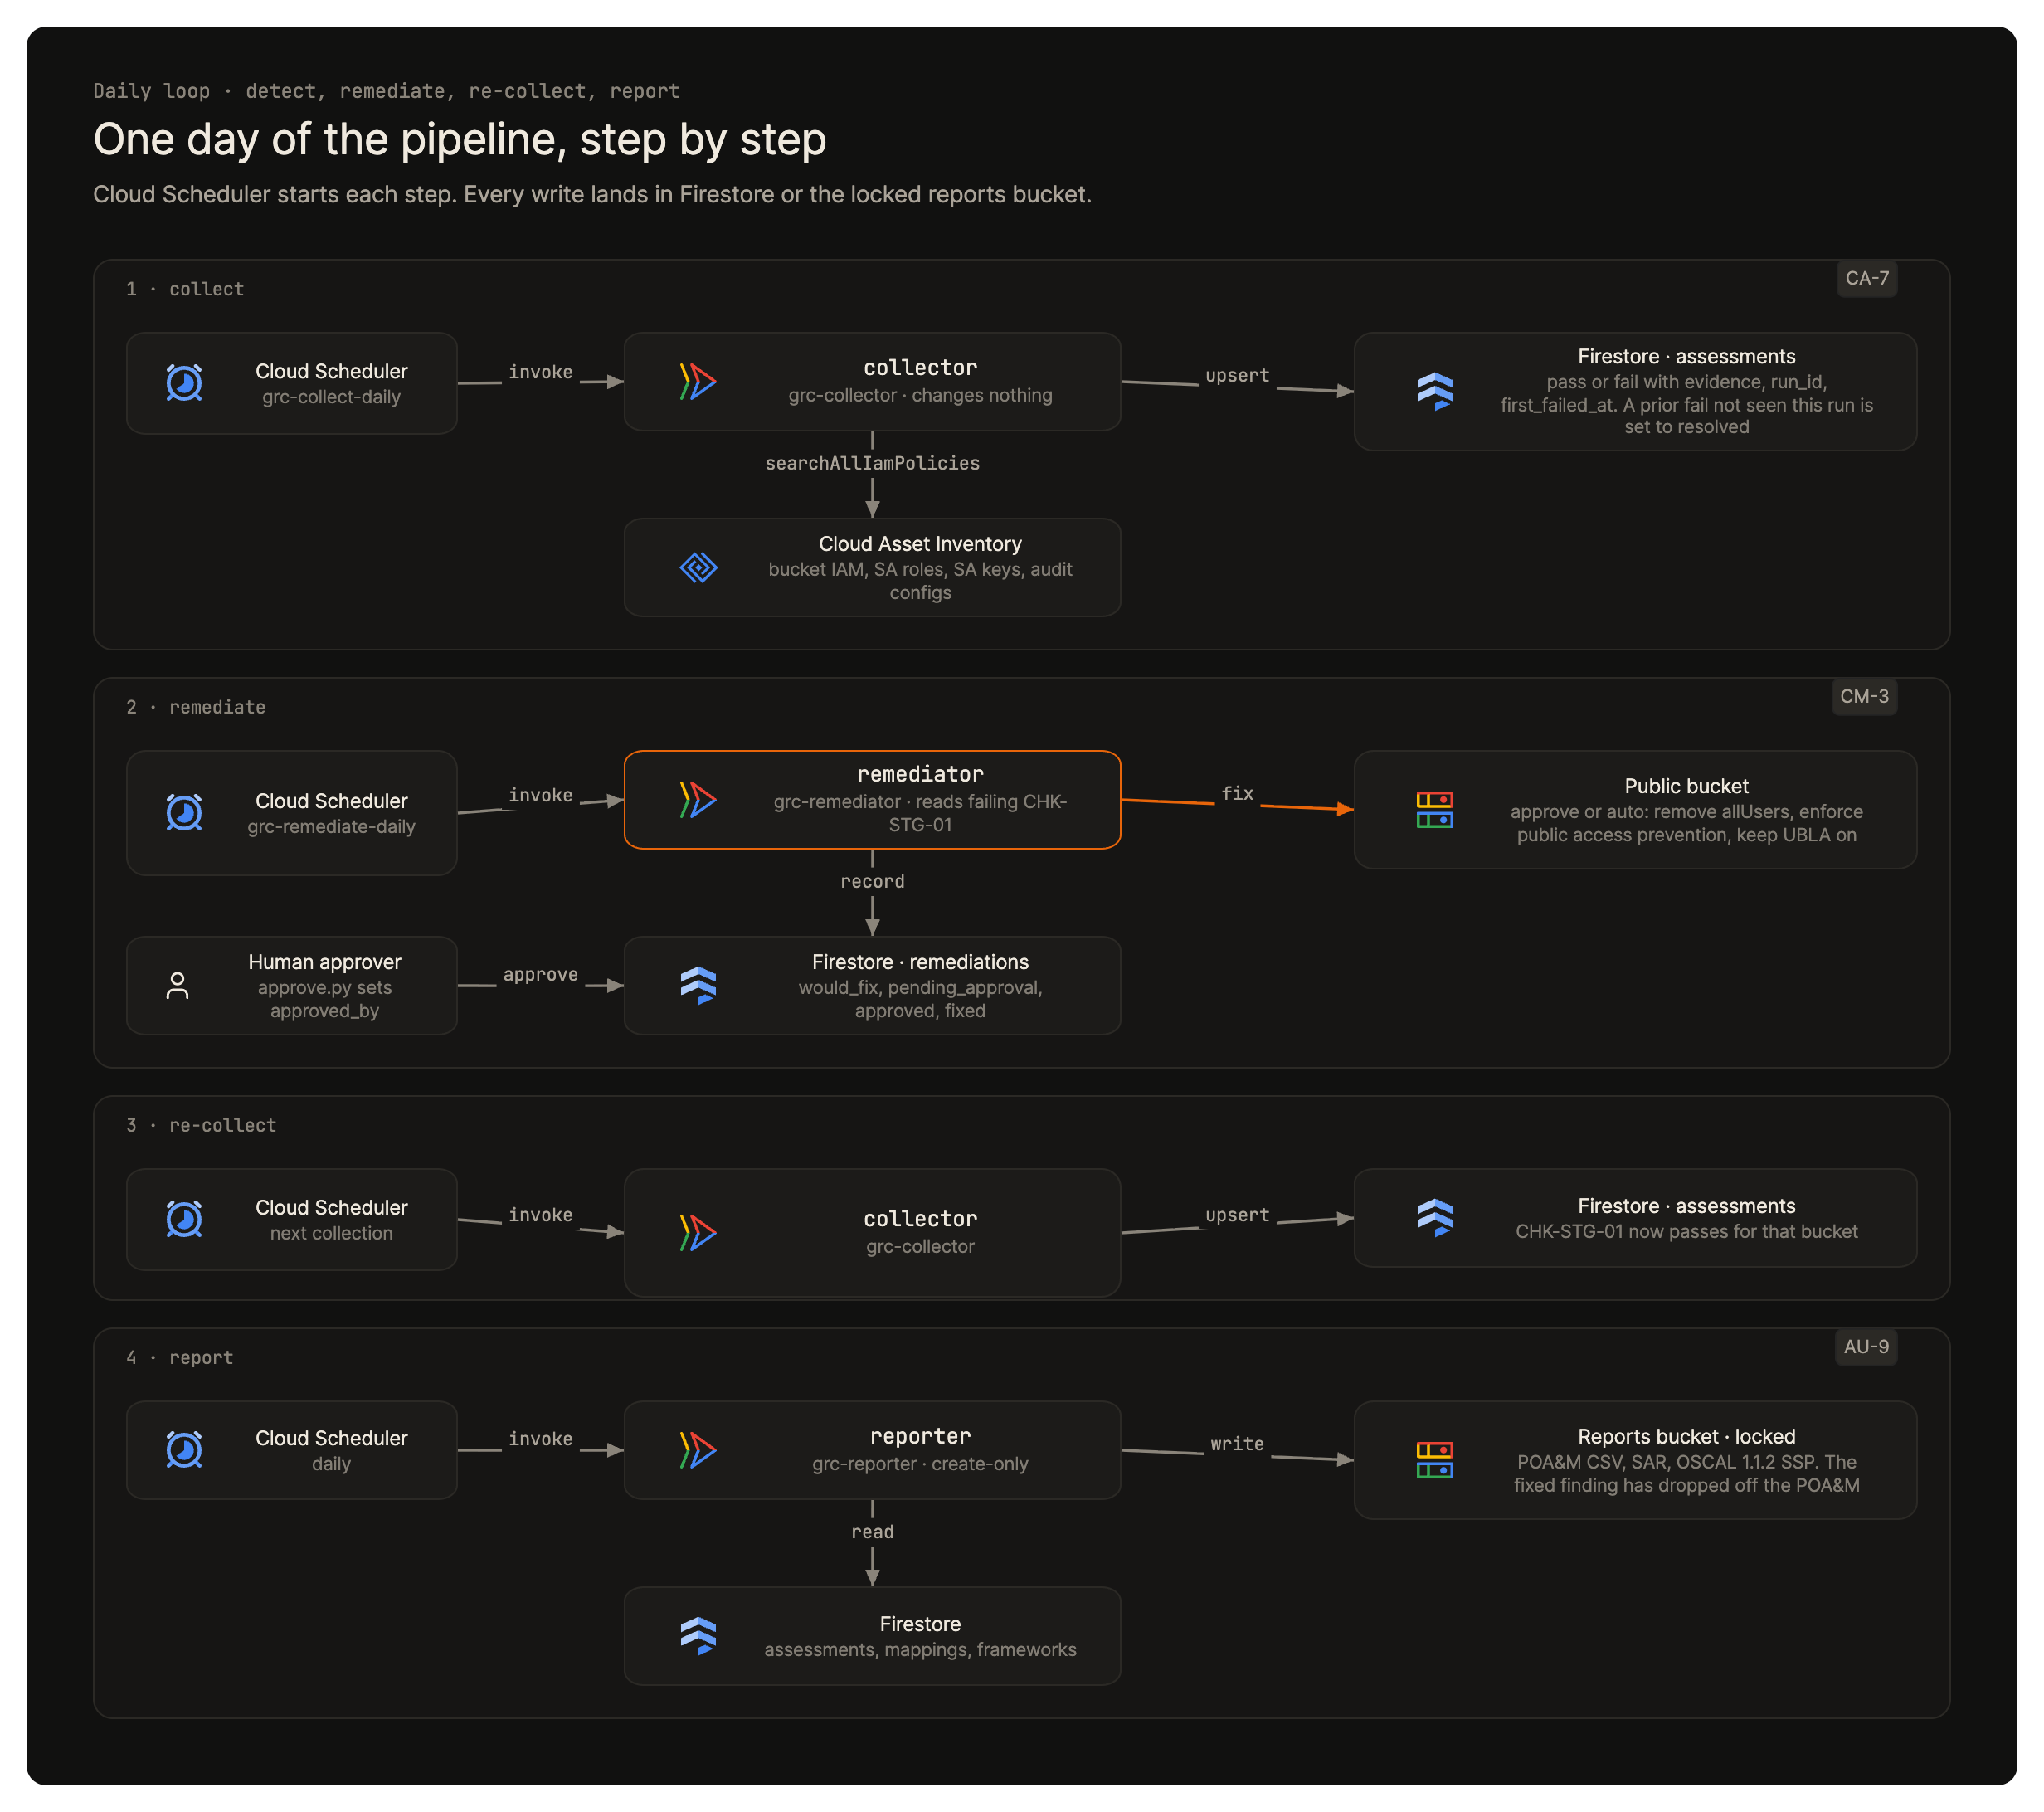 Daily loop · detect, remediate, re-collect, report
One day of the pipeline, step by step
Cloud Scheduler starts each step. Every write lands in Firestore or the locked reports bucket.
1 · collect
CA-7
Cloud Scheduler
grc-collect-daily
invoke
collector
grc-collector · changes nothing
upsert
Firestore · assessments
pass or fail with evidence, run_id,
first_failed_at. A prior fail not seen this run is
set to resolved
searchAllIamPolicies
Cloud Asset Inventory
bucket IAM, SA roles, SA keys, audit
configs
2 · remediate
CM-3
Cloud Scheduler
grc-remediate-daily
invoke
remediator
grc-remediator · reads failing CHK-
STG-01
fix
Public bucket
approve or auto: remove allUsers, enforce
public access prevention, keep UBLA on
record
Human approver
approve.py sets
approved_by
approve
Firestore · remediations
would_fix, pending_approval,
approved, fixed
3 · re-collect
Cloud Scheduler
next collection
invoke
collector
grc-collector
upsert
Firestore · assessments
CHK-STG-01 now passes for that bucket
4 · report
AU-9
Cloud Scheduler
daily
invoke
reporter
grc-reporter · create-only
write
Reports bucket · locked
POA&M CSV, SAR, OSCAL 1.1.2 SSP. The
fixed finding has dropped off the POA&M
read
Firestore
assessments, mappings, frameworks